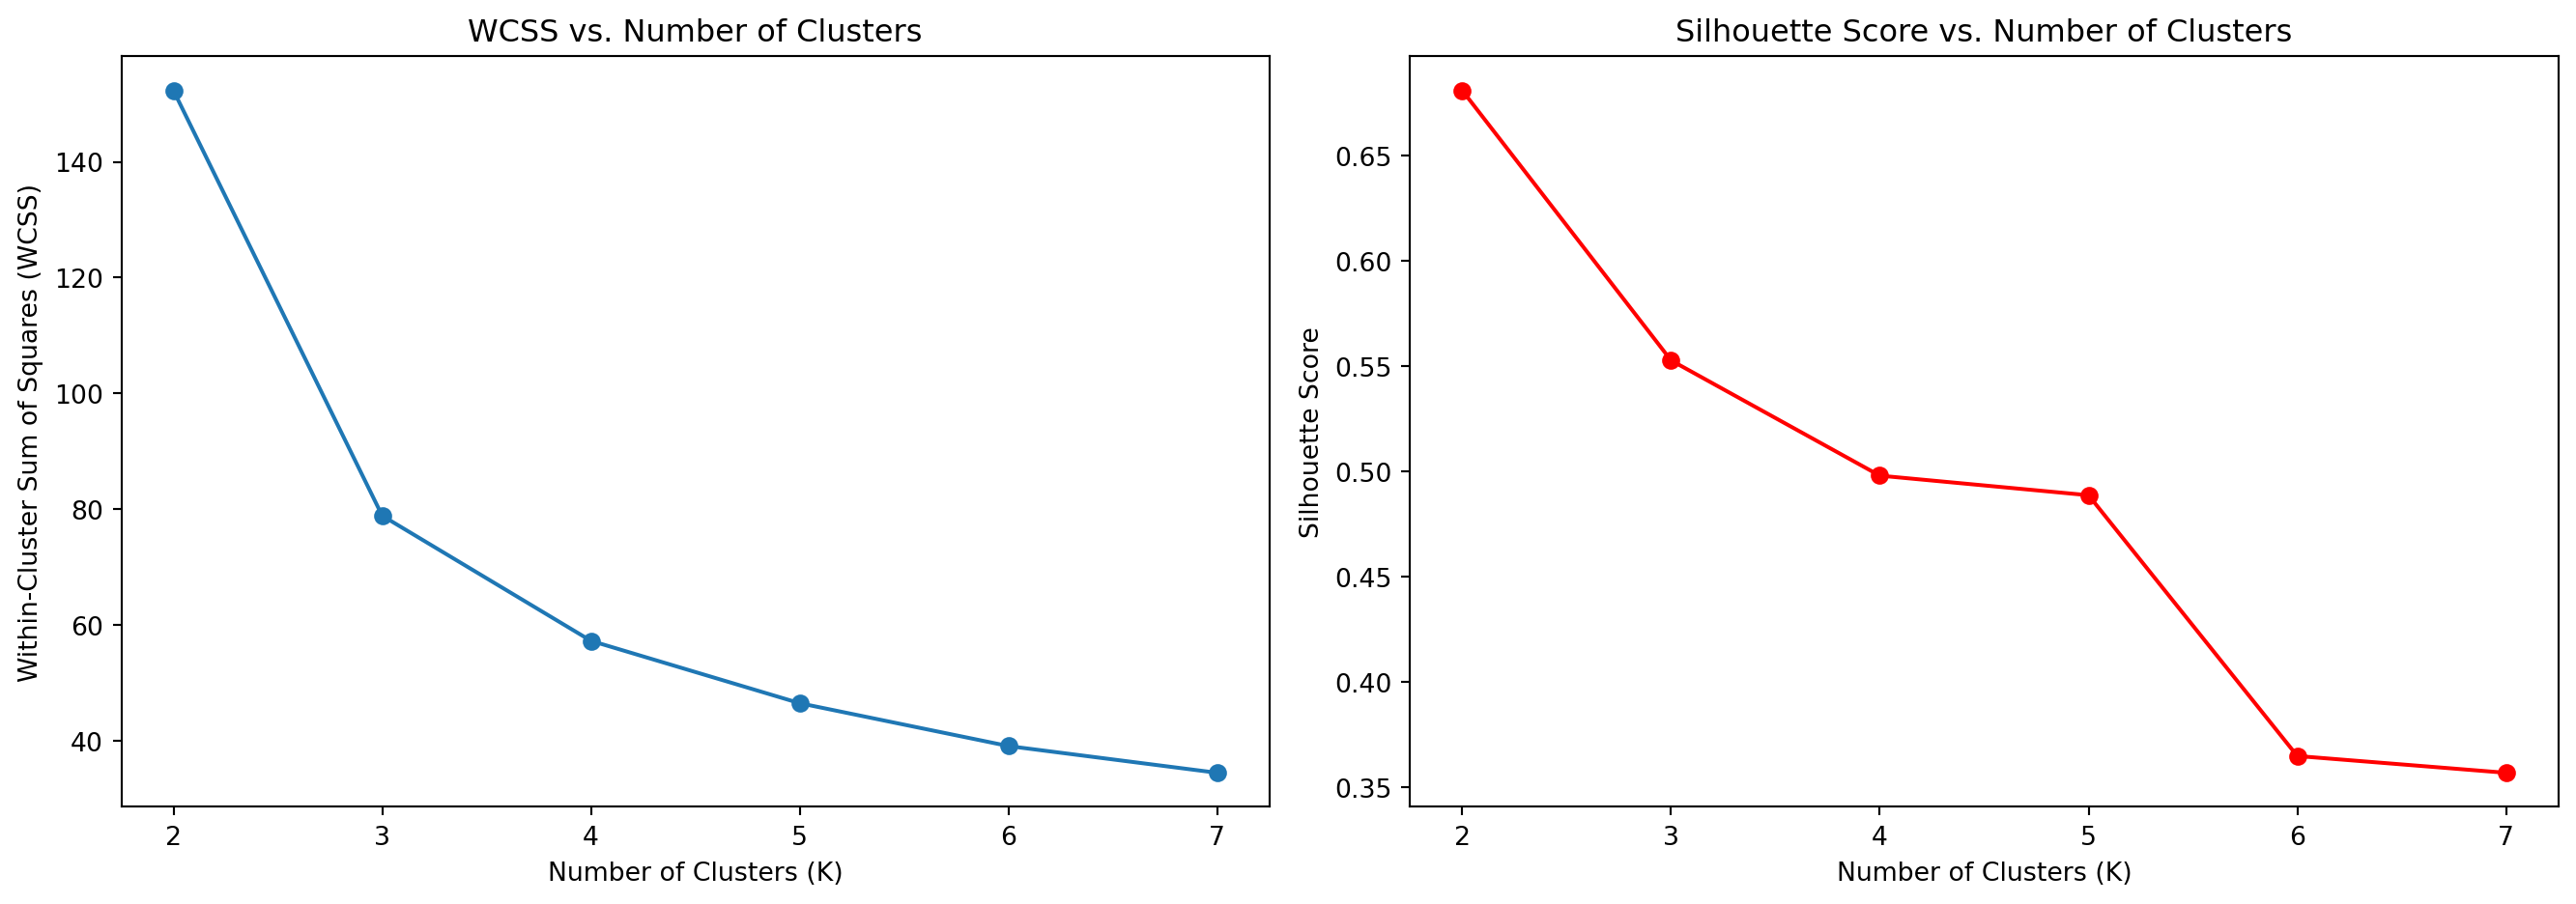 WCSS vs. Number of Clusters
Within-Cluster Sum of Squares (WCSS)
140
120
100
80
60
40
2 3 4 5 6 7
Number of Clusters (K)
Silhouette Score vs. Number of Clusters
Silhouette Score
0.65
0.60
0.55
0.50
0.45
0.40
0.35
2 3 4 5 6 7
Number of Clusters (K)